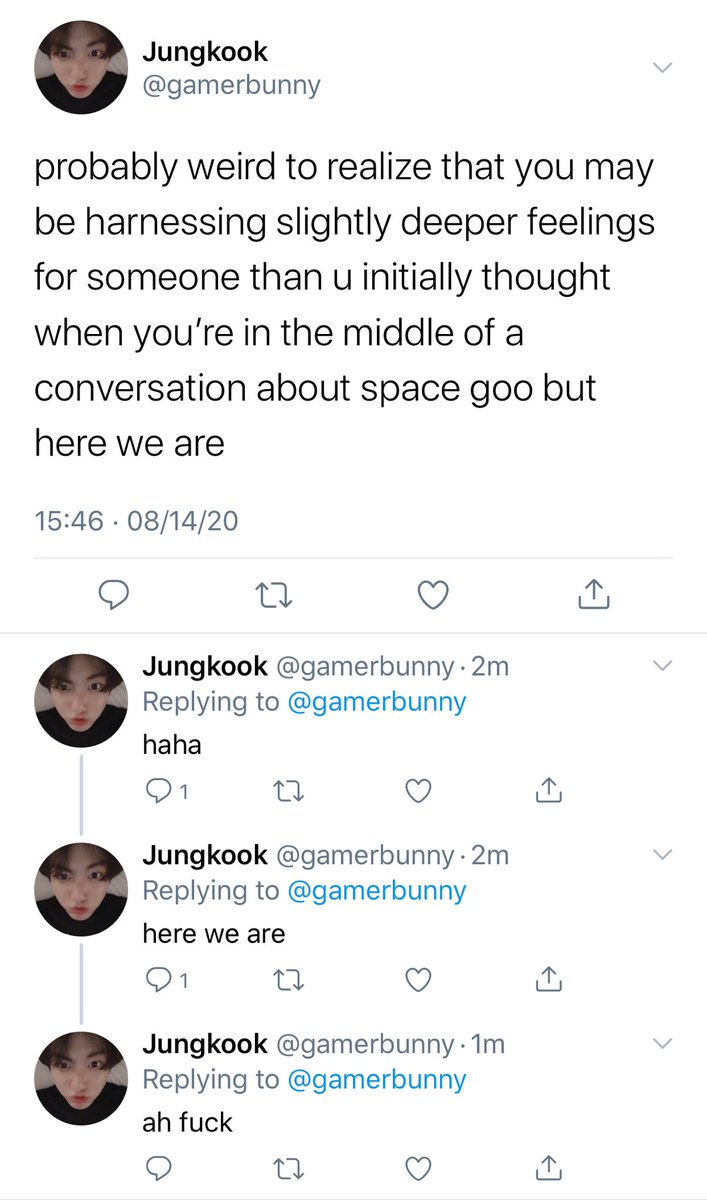 Jungkook
@gamerbunny
probably weird to realize that you may
be harnessing slightly deeper feelings
for someone than u initially thought
when you’re in the middle of a
conversation about space goo but
here we are
15:46 · 08/14/20
Jungkook @gamerbunny · 2m
Replying to @gamerbunny
haha
1
Jungkook @gamerbunny · 2m
Replying to @gamerbunny
here we are
1
Jungkook @gamerbunny · 1m
Replying to @gamerbunny
ah fuck